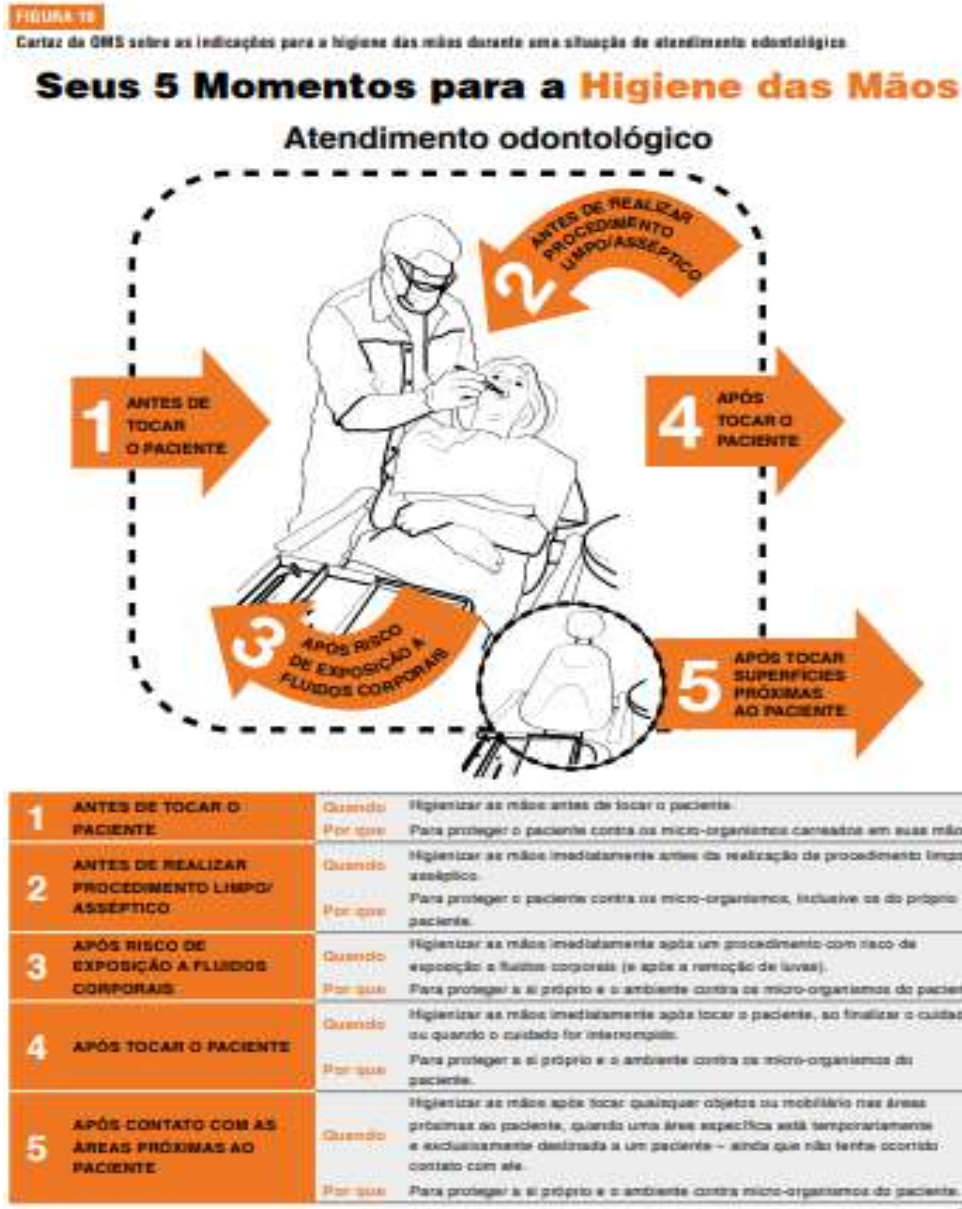 FIGURA 10
Cartaz da OMS sobre as indicações para a higiene das mãos durante uma situação de atendimento odontológico
Seus 5 Momentos para a Higiene das Mãos
Atendimento odontológico
2
ANTES DE REALIZAR
PROCEDIMENTO
LIMPO/ASSÉPTICO
1
ANTES DE
TOCAR
O PACIENTE
4
APÓS
TOCAR O
PACIENTE
3
APÓS RISCO
DE EXPOSIÇÃO A
FLUIDOS CORPORAIS
5
APÓS TOCAR
SUPERFÍCIES
PRÓXIMAS
AO PACIENTE
1
ANTES DE TOCAR O
PACIENTE
Quando Higienizar as mãos antes de tocar o paciente.
Por que Para proteger o paciente contra os micro-organismos carreados em suas mão
2
ANTES DE REALIZAR
PROCEDIMENTO LIMPO/
ASSÉPTICO
Quando Higienizar as mãos imediatamente antes da realização de procedimento limpo
asséptico.
Por que Para proteger o paciente contra os micro-organismos, inclusive os do próprio
paciente.
3
APÓS RISCO DE
EXPOSIÇÃO A FLUIDOS
CORPORAIS
Quando Higienizar as mãos imediatamente após um procedimento com risco de
exposição a fluidos corporais (e após a remoção de luvas).
Por que Para proteger a si próprio e o ambiente contra os micro-organismos do pacien
4
APÓS TOCAR O PACIENTE
Quando Higienizar as mãos imediatamente após tocar o paciente, ao finalizar o cuidad
ou quando o cuidado for interrompido.
Por que Para proteger a si próprio e o ambiente contra os micro-organismos do
paciente.
5
APÓS CONTATO COM AS
ÁREAS PRÓXIMAS AO
PACIENTE
Quando Higienizar as mãos após tocar quaisquer objetos ou mobiliário nas áreas
próximas ao paciente, quando uma área específica está temporariamente
e exclusivamente destinada a um paciente – ainda que não tenha ocorrido
contato com ele.
Por que Para proteger a si próprio e o ambiente contra micro-organismos do paciente.